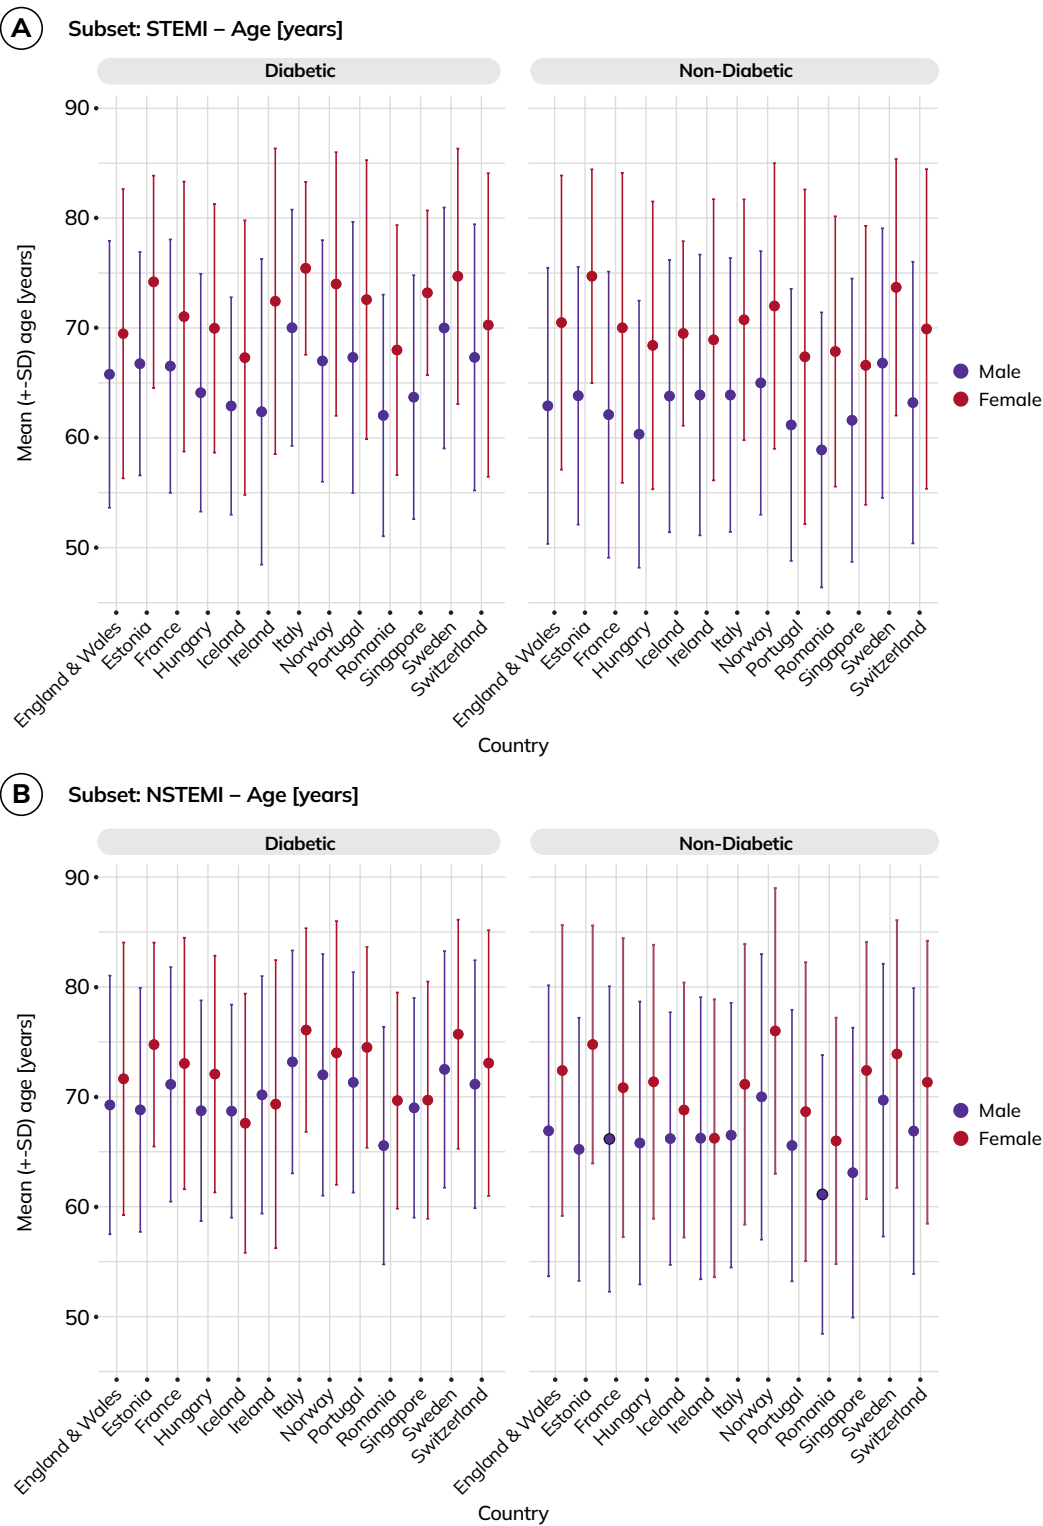 A Subset: STEMI – Age [years]
Diabetic
Non-Diabetic
90
80
70
60
50
Mean (+-SD) age [years]
Male
Female
England & Wales
Estonia
France
Hungary
Iceland
Ireland
Italy
Norway
Portugal
Romania
Singapore
Sweden
Switzerland
England & Wales
Estonia
France
Hungary
Iceland
Ireland
Italy
Norway
Portugal
Romania
Singapore
Sweden
Switzerland
Country
B Subset: NSTEMI – Age [years]
Diabetic
Non-Diabetic
90
80
70
60
50
Mean (+-SD) age [years]
Male
Female
England & Wales
Estonia
France
Hungary
Iceland
Ireland
Italy
Norway
Portugal
Romania
Singapore
Sweden
Switzerland
England & Wales
Estonia
France
Hungary
Iceland
Ireland
Italy
Norway
Portugal
Romania
Singapore
Sweden
Switzerland
Country